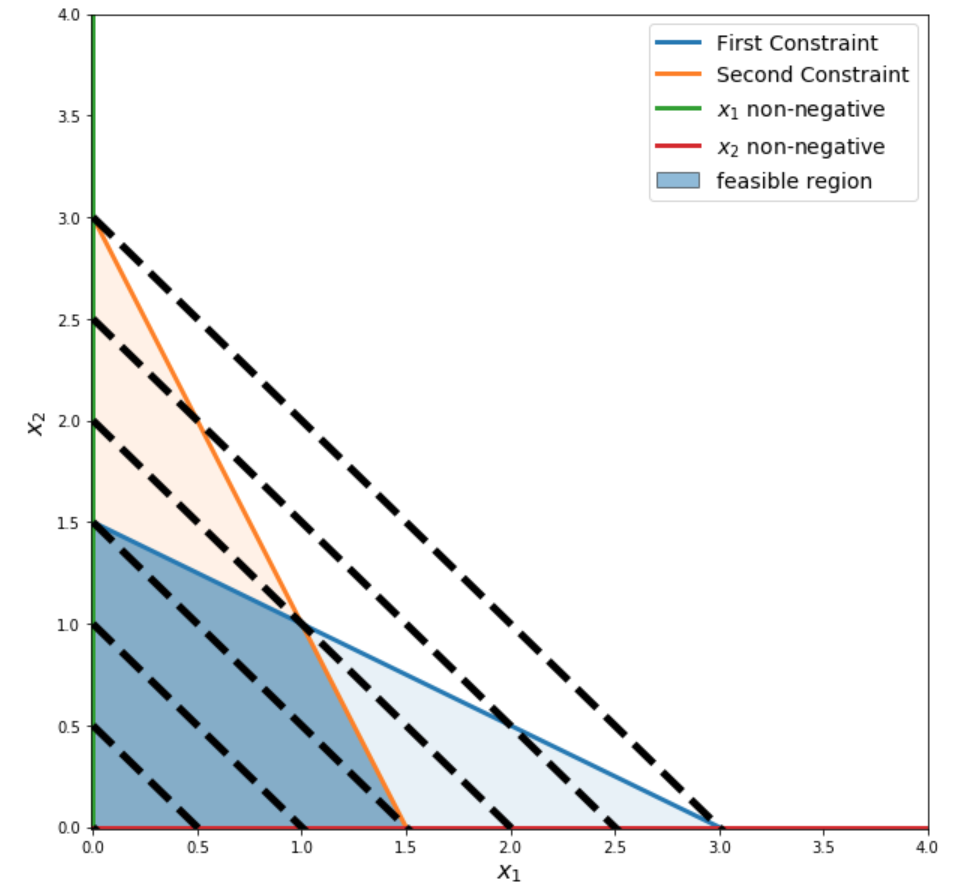 4.0
3.5
3.0
2.5
2.0
1.5
1.0
0.5
0.0
x₂
0.0 0.5 1.0 1.5 2.0 2.5 3.0 3.5 4.0
x₁
First Constraint
Second Constraint
x₁ non-negative
x₂ non-negative
feasible region